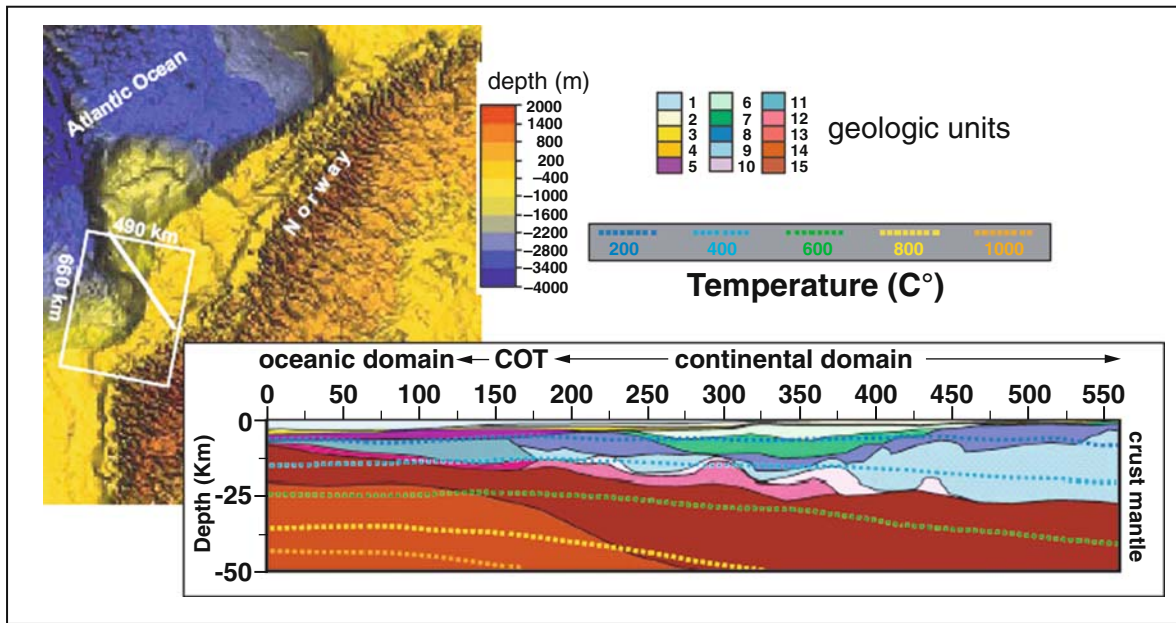 Atlantic Ocean
Norway
490 km
660 km
depth (m)
2000
1400
800
200
−400
−1000
−1600
−2200
−2800
−3400
−4000
1 6 11
2 7 12
3 8 13
4 9 14
5 10 15
geologic units
200 400 600 800 1000
Temperature (C°)
oceanic domain COT continental domain
0 50 100 150 200 250 300 350 400 450 500 550
Depth (Km)
0
-25
-50
crust mantle